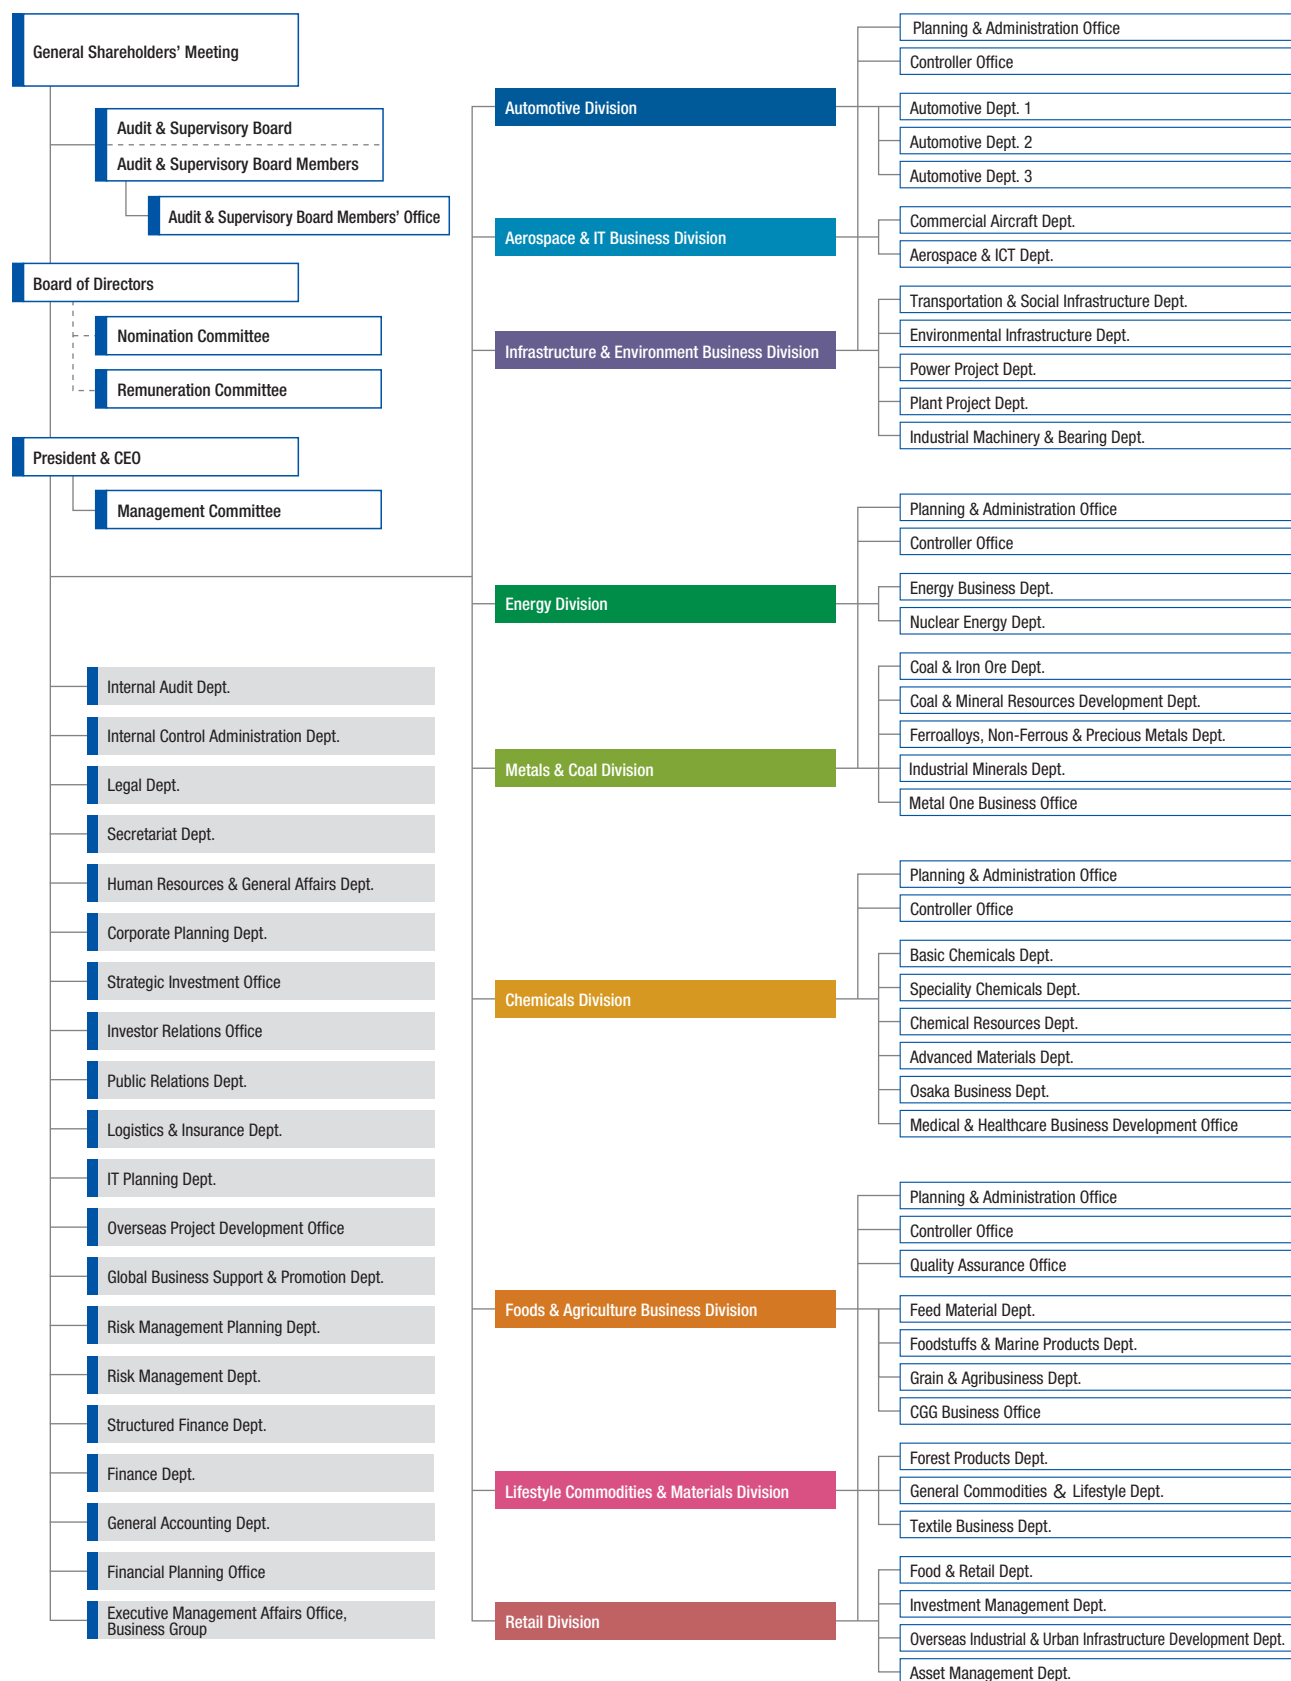 General Shareholders’ Meeting
Audit & Supervisory Board
Audit & Supervisory Board Members
Audit & Supervisory Board Members’ Office
Board of Directors
Nomination Committee
Remuneration Committee
President & CEO
Management Committee
Internal Audit Dept.
Internal Control Administration Dept.
Legal Dept.
Secretariat Dept.
Human Resources & General Affairs Dept.
Corporate Planning Dept.
Strategic Investment Office
Investor Relations Office
Public Relations Dept.
Logistics & Insurance Dept.
IT Planning Dept.
Overseas Project Development Office
Global Business Support & Promotion Dept.
Risk Management Planning Dept.
Risk Management Dept.
Structured Finance Dept.
Finance Dept.
General Accounting Dept.
Financial Planning Office
Executive Management Affairs Office,
Business Group
Automotive Division
Planning & Administration Office
Controller Office
Automotive Dept. 1
Automotive Dept. 2
Automotive Dept. 3
Aerospace & IT Business Division
Commercial Aircraft Dept.
Aerospace & ICT Dept.
Infrastructure & Environment Business Division
Transportation & Social Infrastructure Dept.
Environmental Infrastructure Dept.
Power Project Dept.
Plant Project Dept.
Industrial Machinery & Bearing Dept.
Energy Division
Planning & Administration Office
Controller Office
Energy Business Dept.
Nuclear Energy Dept.
Metals & Coal Division
Coal & Iron Ore Dept.
Coal & Mineral Resources Development Dept.
Ferroalloys, Non-Ferrous & Precious Metals Dept.
Industrial Minerals Dept.
Metal One Business Office
Chemicals Division
Planning & Administration Office
Controller Office
Basic Chemicals Dept.
Speciality Chemicals Dept.
Chemical Resources Dept.
Advanced Materials Dept.
Osaka Business Dept.
Medical & Healthcare Business Development Office
Foods & Agriculture Business Division
Planning & Administration Office
Controller Office
Quality Assurance Office
Feed Material Dept.
Foodstuffs & Marine Products Dept.
Grain & Agribusiness Dept.
CGG Business Office
Lifestyle Commodities & Materials Division
Forest Products Dept.
General Commodities & Lifestyle Dept.
Textile Business Dept.
Retail Division
Food & Retail Dept.
Investment Management Dept.
Overseas Industrial & Urban Infrastructure Development Dept.
Asset Management Dept.